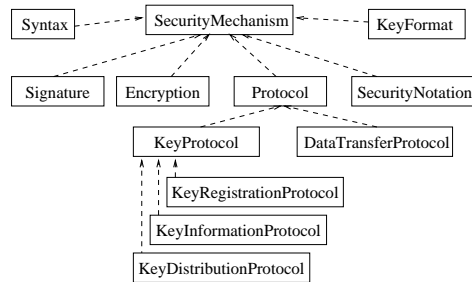 Syntax
SecurityMechanism
KeyFormat
Signature
Encryption
Protocol
SecurityNotation
KeyProtocol
DataTransferProtocol
KeyRegistrationProtocol
KeyInformationProtocol
KeyDistributionProtocol